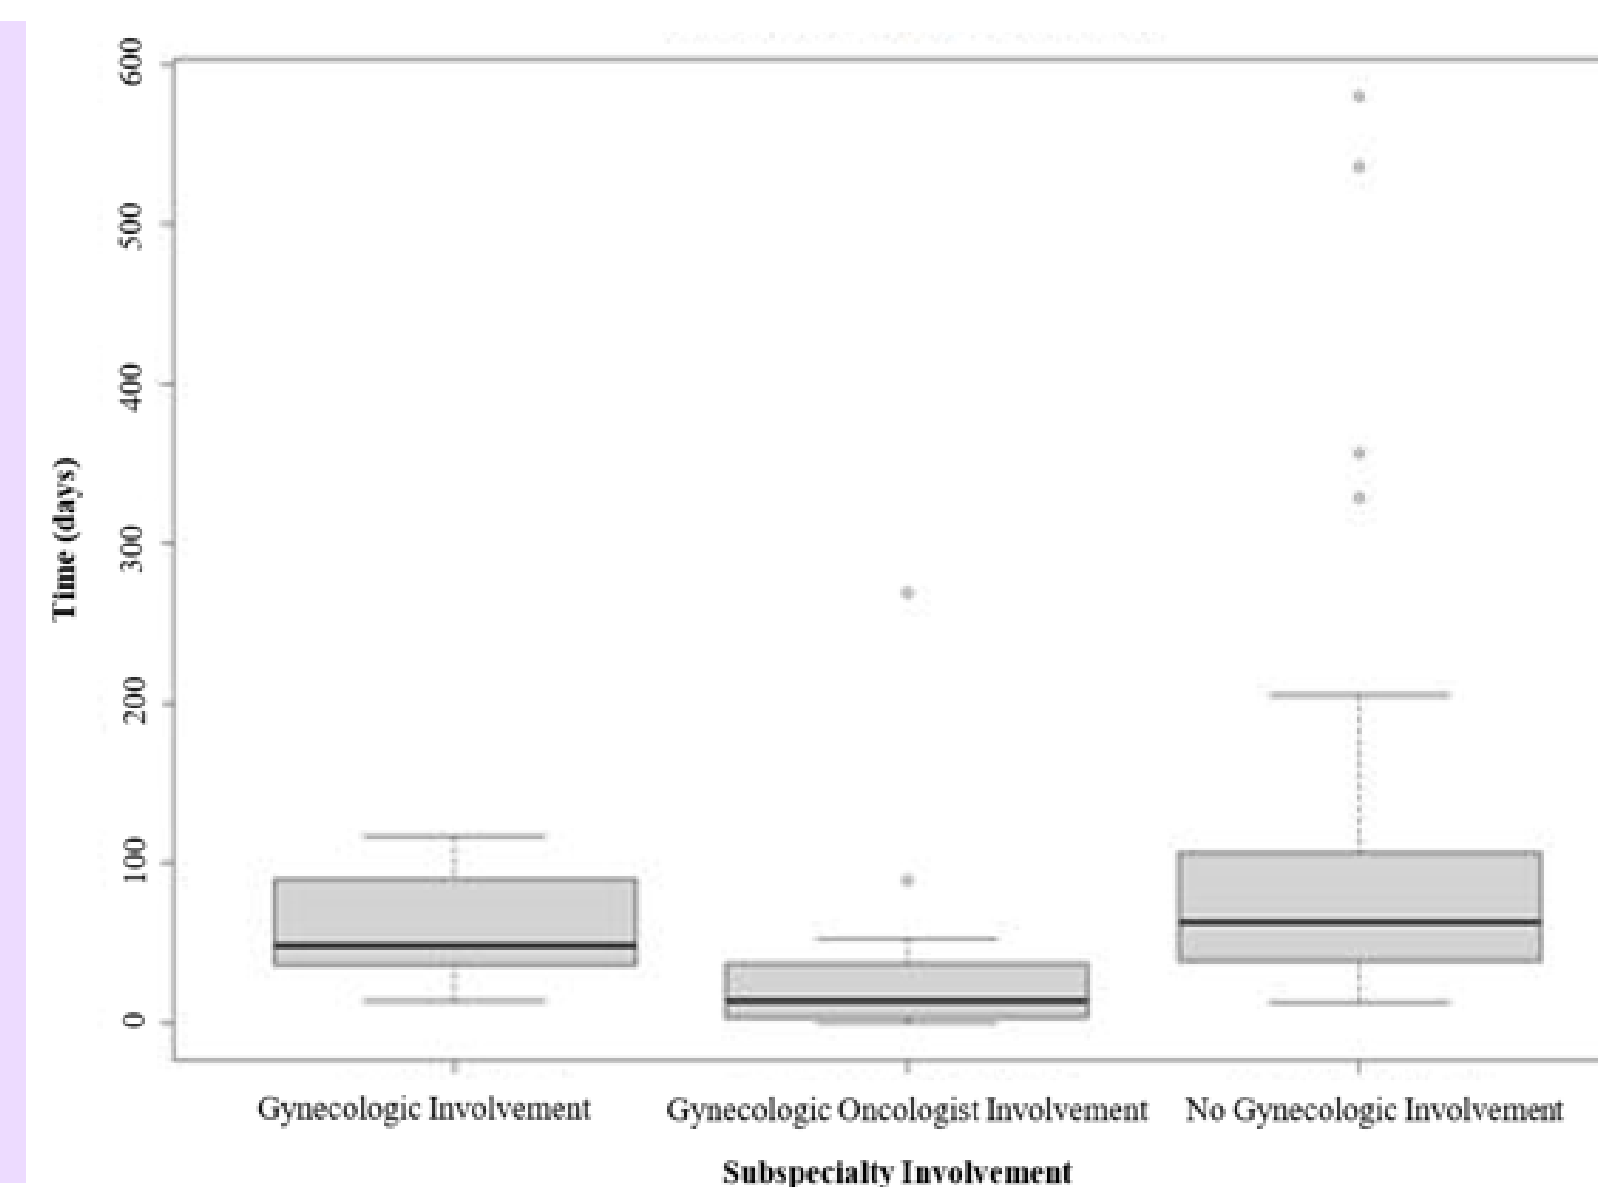 600
500
400
300
200
100
0
Time (days)
Gynecologic Involvement
Gynecologic Oncologist Involvement
No Gynecologic Involvement
Subspecialty Involvement